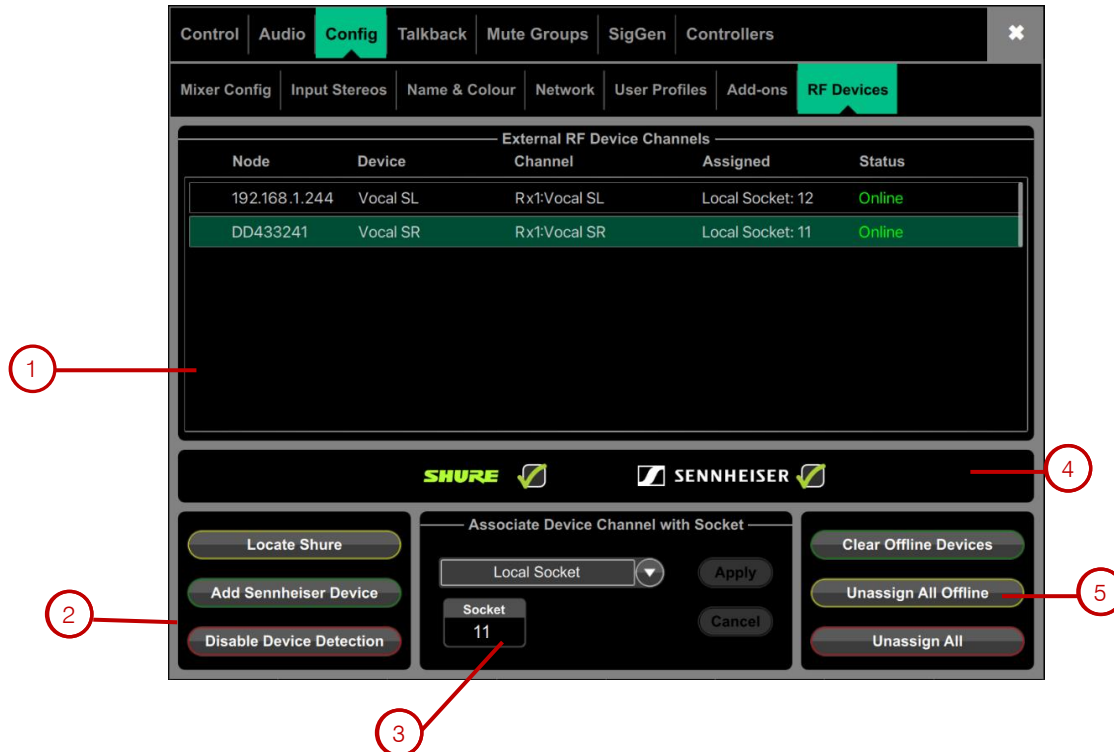 Control Audio Config Talkback Mute Groups SigGen Controllers
Mixer Config Input Stereos Name & Colour Network User Profiles Add-ons RF Devices
External RF Device Channels
Node Device Channel Assigned Status
192.168.1.244 Vocal SL Rx1:Vocal SL Local Socket: 12 Online
DD433241 Vocal SR Rx1:Vocal SR Local Socket: 11 Online
1
SHURE SENNHEISER
4
Associate Device Channel with Socket
Locate Shure Local Socket Apply Clear Offline Devices
Add Sennheiser Device Unassign All Offline
5
2
Socket
11 Cancel
Disable Device Detection Unassign All
3